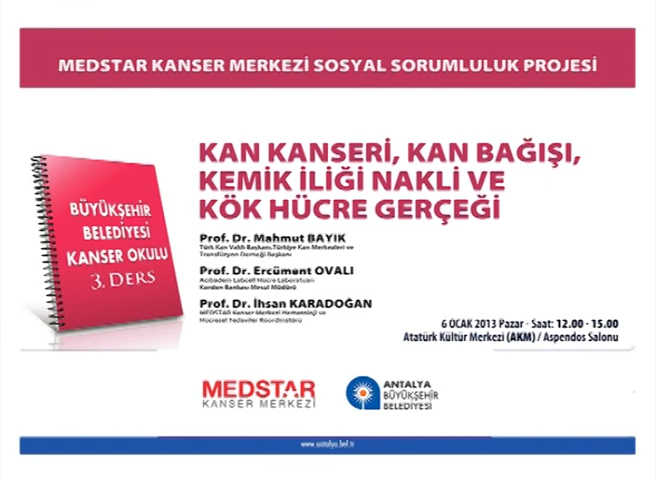 MEDSTAR KANSER MERKEZİ SOSYAL SORUMLULUK PROJESİ
KAN KANSERİ, KAN BAĞIŞI,
KEMİK İLİĞİ NAKLİ VE
KÖK HÜCRE GERÇEĞİ
BÜYÜKŞEHİR
BELEDİYESİ
KANSER OKULU
3. DERS
Prof. Dr. Mahmut BAYIK
Türk Kan Vakfı Başkanı, Türkiye Kan Merkezleri ve
Transfüzyon Derneği Başkanı
Prof. Dr. Ercüment OVALI
Acıbadem Labcell Hücre Laboratuarı
Kordon Bankası Mesul Müdürü
Prof. Dr. İhsan KARADOĞAN
MEDSTAR Kanser Merkezi Hematoloji ve
Hücresel Tedaviler Koordinatörü
6 OCAK 2013 Pazar - Saat: 12.00 - 15.00
Atatürk Kültür Merkezi (AKM) / Aspendos Salonu
MEDSTAR
KANSER MERKEZİ
ANTALYA
BÜYÜKŞEHİR
BELEDİYESİ
www.antalya.bel.tr